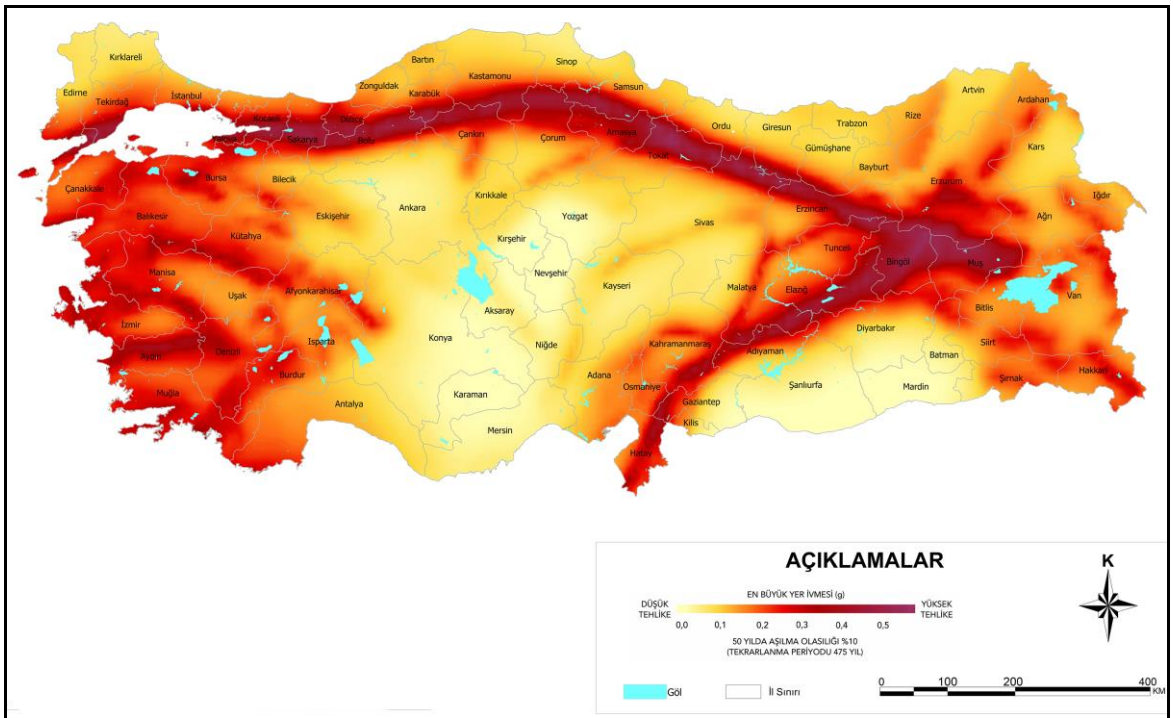 Kırklareli
Edirne
Tekirdağ
İstanbul
Kocaeli
Yalova
Sakarya
Düzce
Bolu
Zonguldak
Bartın
Karabük
Kastamonu
Sinop
Samsun
Çankırı
Çorum
Amasya
Tokat
Ordu
Giresun
Trabzon
Gümüşhane
Bayburt
Rize
Artvin
Ardahan
Kars
Iğdır
Ağrı
Erzurum
Erzincan
Çanakkale
Balıkesir
Bursa
Bilecik
Kütahya
Eskişehir
Ankara
Kırıkkale
Yozgat
Kırşehir
Sivas
Tunceli
Bingöl
Muş
Manisa
Uşak
Afyonkarahisar
İzmir
Aydın
Denizli
Isparta
Burdur
Muğla
Antalya
Konya
Aksaray
Nevşehir
Kayseri
Niğde
Karaman
Mersin
Adana
Osmaniye
Kahramanmaraş
Malatya
Elazığ
Adıyaman
Gaziantep
Kilis
Hatay
Şanlıurfa
Diyarbakır
Mardin
Batman
Siirt
Bitlis
Van
Şırnak
Hakkari
AÇIKLAMALAR
EN BÜYÜK YER İVMESİ (g)
DÜŞÜK
TEHLİKE
YÜKSEK
TEHLİKE
0,0 0,1 0,2 0,3 0,4 0,5
50 YILDA AŞILMA OLASILIĞI %10
(TEKRARLANMA PERİYODU 475 YIL)
Göl
İl Sınırı
K
0 100 200 400
KM